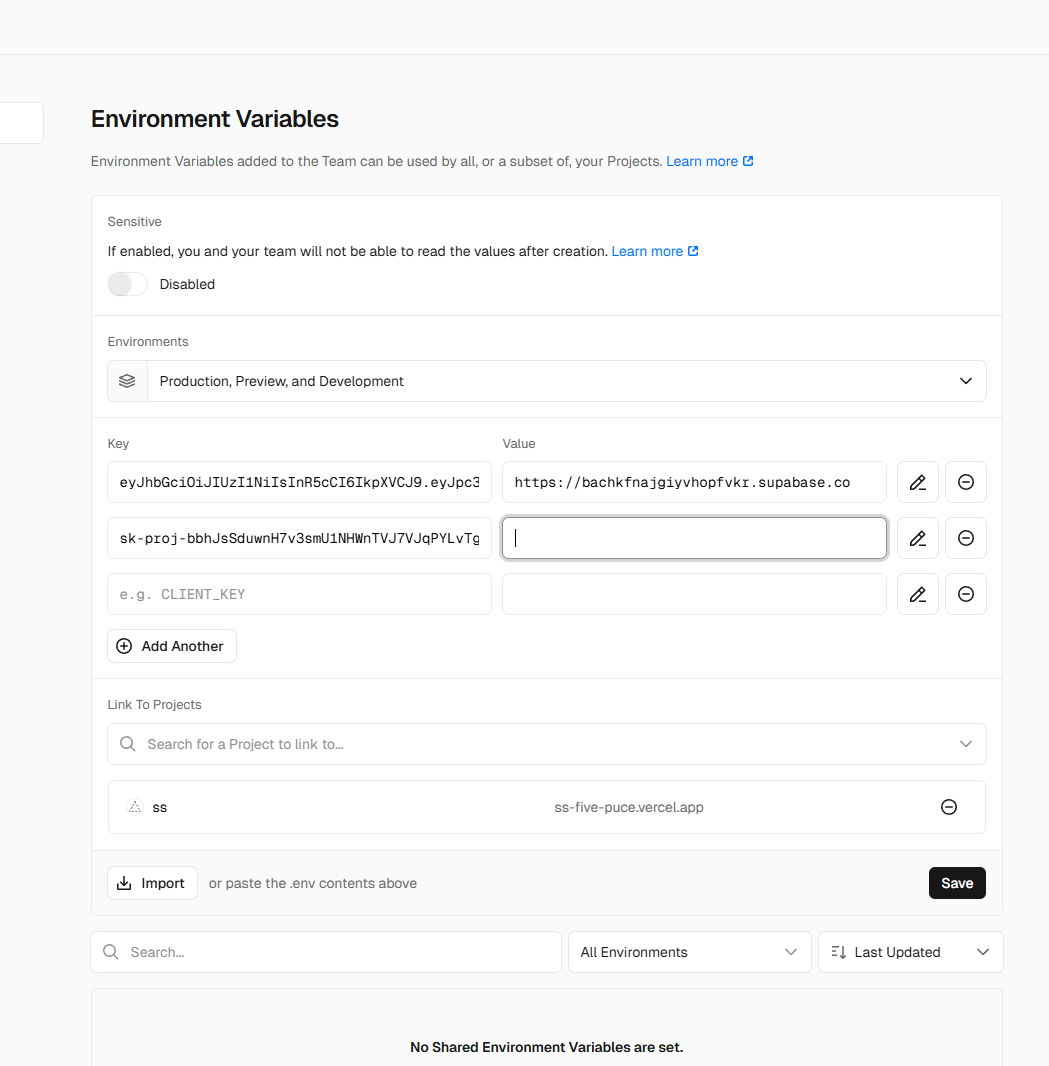 Environment Variables
Environment Variables added to the Team can be used by all, or a subset of, your Projects. Learn more
Sensitive
If enabled, you and your team will not be able to read the values after creation. Learn more
Disabled
Environments
Production, Preview, and Development
Key Value
eyJhbGciOiJIUzI1NiIsInR5cCI6IkpXVCJ9.eyJpc3 https://bachkfnajgiyvhopfvkr.supabase.co
sk-proj-bbhJsSduwnH7v3smU1NHWnTVJ7VJqPYLvTg
e.g. CLIENT_KEY
Add Another
Link To Projects
Search for a Project to link to...
ss ss-five-puce.vercel.app
Import or paste the .env contents above Save
Search... All Environments Last Updated
No Shared Environment Variables are set.